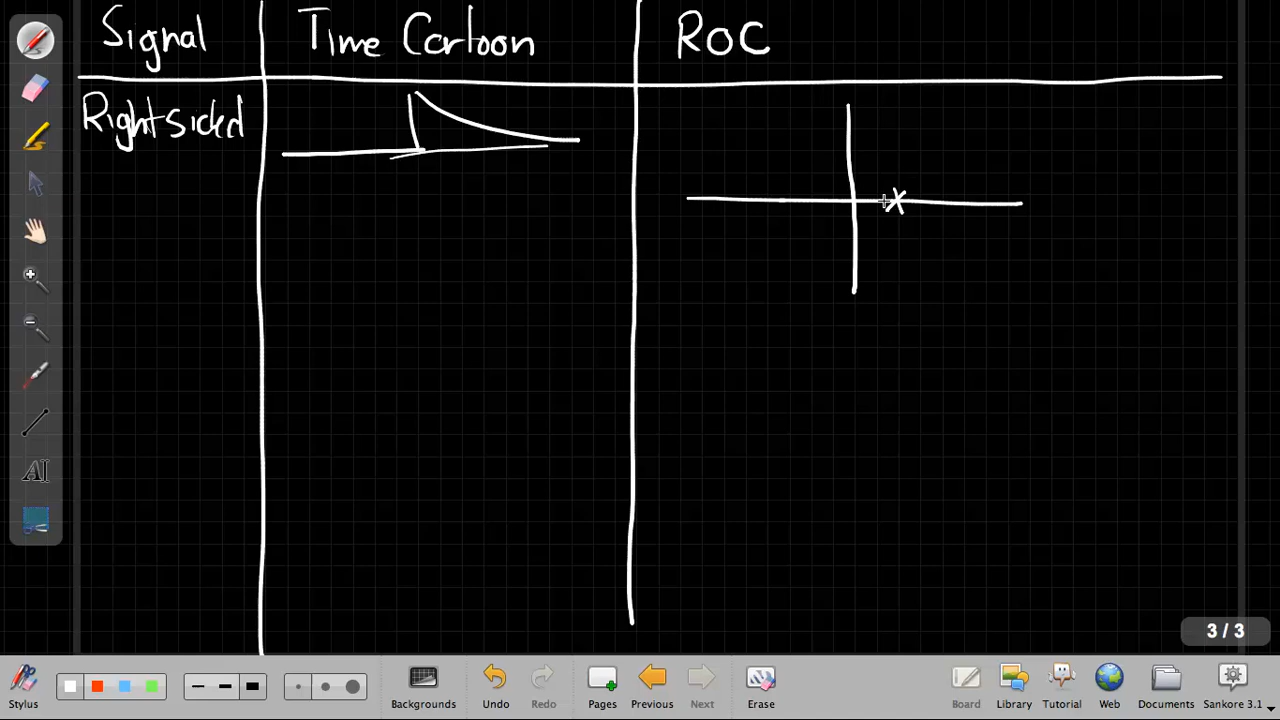 Signal Time Cartoon ROC
Rightsided
3 / 3
Stylus Backgrounds Undo Redo Pages Previous Next Erase Board Library Tutorial Web Documents Sankore 3.1